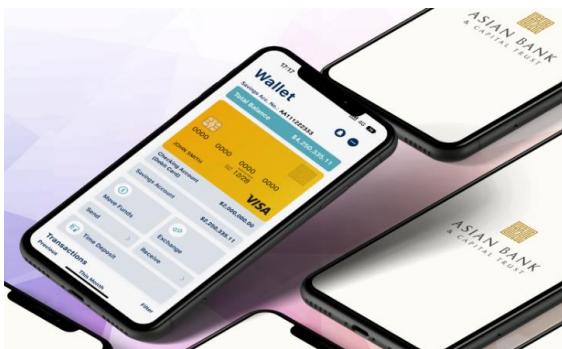 17:17
4G
Wallet
Savings Acc. No.: AA111222333
Total Balance
$4,250,335.11
0000 0000 0000 0000
12/28
JOHN SMITH
VISA
Checking Account
(Debit Card)
$2,000,000.00
Savings Account
$2,250,335.11
Move Funds
Exchange
Send
Receive
Time Deposit
Transactions
Previous
This Month
Filter
ASIAN BANK
& CAPITAL TRUST
ASIAN BANK
& CAPITAL TRUST